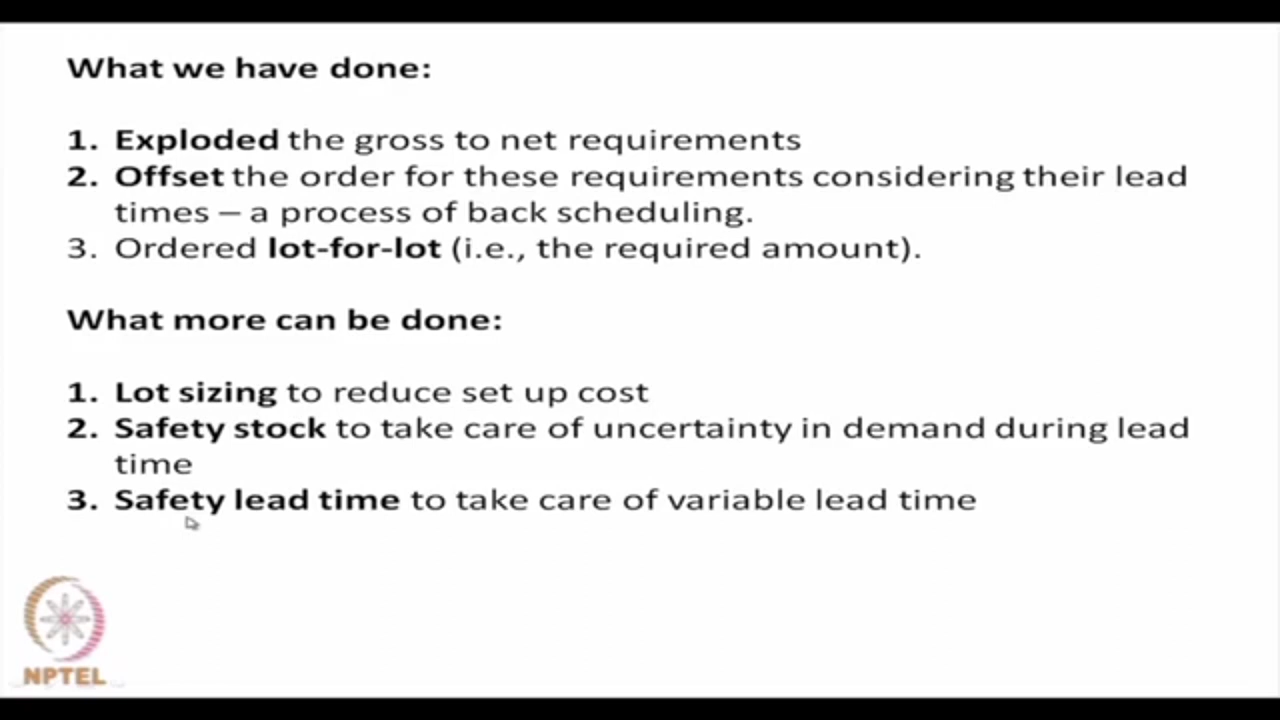 What we have done:
1. Exploded the gross to net requirements
2. Offset the order for these requirements considering their lead
times – a process of back scheduling.
3. Ordered lot-for-lot (i.e., the required amount).
What more can be done:
1. Lot sizing to reduce set up cost
2. Safety stock to take care of uncertainty in demand during lead
time
3. Safety lead time to take care of variable lead time
NPTEL